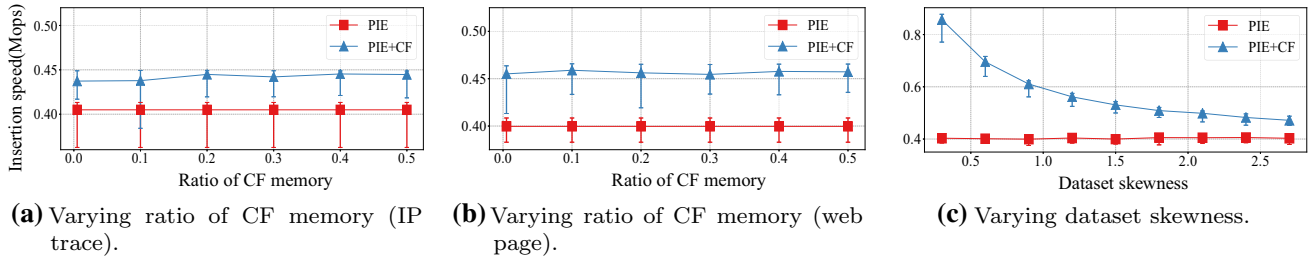 Insertion speed(Mops)
0.50
0.45
0.40
PIE
PIE+CF
0.0 0.1 0.2 0.3 0.4 0.5
Ratio of CF memory
(a) Varying ratio of CF memory (IP
trace).
0.50
0.45
0.40
PIE
PIE+CF
0.0 0.1 0.2 0.3 0.4 0.5
Ratio of CF memory
(b) Varying ratio of CF memory (web
page).
0.8
0.6
0.4
PIE
PIE+CF
0.5 1.0 1.5 2.0 2.5
Dataset skewness
(c) Varying dataset skewness.